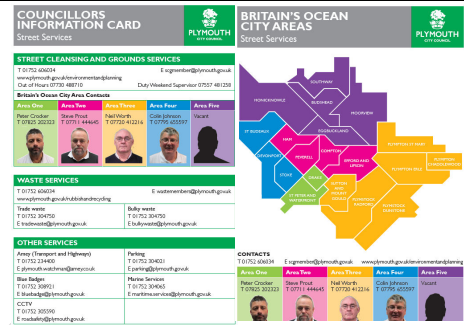 COUNCILLORS
INFORMATION CARD
Street Services
PLYMOUTH
CITY COUNCIL
STREET CLEANSING AND GROUNDS SERVICES
T 01752 606034
E scgmember@plymouth.gov.uk
www.plymouth.gov.uk/environmentandplanning
Out of Hours: 07730 488710
Duty Weekend Supervisor 07557 481258
Britain's Ocean City Area Contacts
Area One
Area Two
Area Three
Area Four
Area Five
Peter Crocker
T 07825 202323
Steve Prout
T 07711 444645
Neil Worth
T 07720 412216
Colin Johnson
T 07795 655597
Vacant
WASTE SERVICES
T 01752 606034
E wastemembers@plymouth.gov.uk
www.plymouth.gov.uk/rubbishandrecycling
Trade waste
T 01752 304750
E tradewaste@plymouth.gov.uk
Bulky waste
T 01752 304750
E bulkywaste@plymouth.gov.uk
OTHER SERVICES
Amey (Transport and Highways)
T 01752 234400
E plymouth.watchman@amey.co.uk
Parking
T 01752 304031
E parking@plymouth.gov.uk
Blue Badges
T 01752 308921
E bluebadge@plymouth.gov.uk
Marine Services
T 01752 304065
E maritime.services@plymouth.gov.uk
CCTV
T 01752 305590
E roadsafety@plymouth.gov.uk
BRITAIN'S OCEAN
CITY AREAS
Street Services
PLYMOUTH
CITY COUNCIL
SOUTHWAY
HONICKNOWLE
BUDSHEAD
MOORVIEW
EGGBUCKLAND
ST BUDEAUX
HAM
DEVONPORT
PEVERELL
COMPTON
EFFORD AND
LIPSON
STOKE
DRAKE
ST PETER AND
WATERFRONT
SUTTON
AND
MOUNT
GOULD
PLYMPTON ST MARY
PLYMPTON
CHADDLEWOOD
PLYMPTON ERLE
PLYMSTOCK
RADFORD
PLYMSTOCK
DUNSTONE
CONTACTS
T 01752 606034
E scgmember@plymouth.gov.uk
www.plymouth.gov.uk/environmentandplanning
Area One
Area Two
Area Three
Area Four
Area Five
Peter Crocker
T 07825 202323
Steve Prout
T 07711 444645
Neil Worth
T 07720 412216
Colin Johnson
T 07795 655597
Vacant